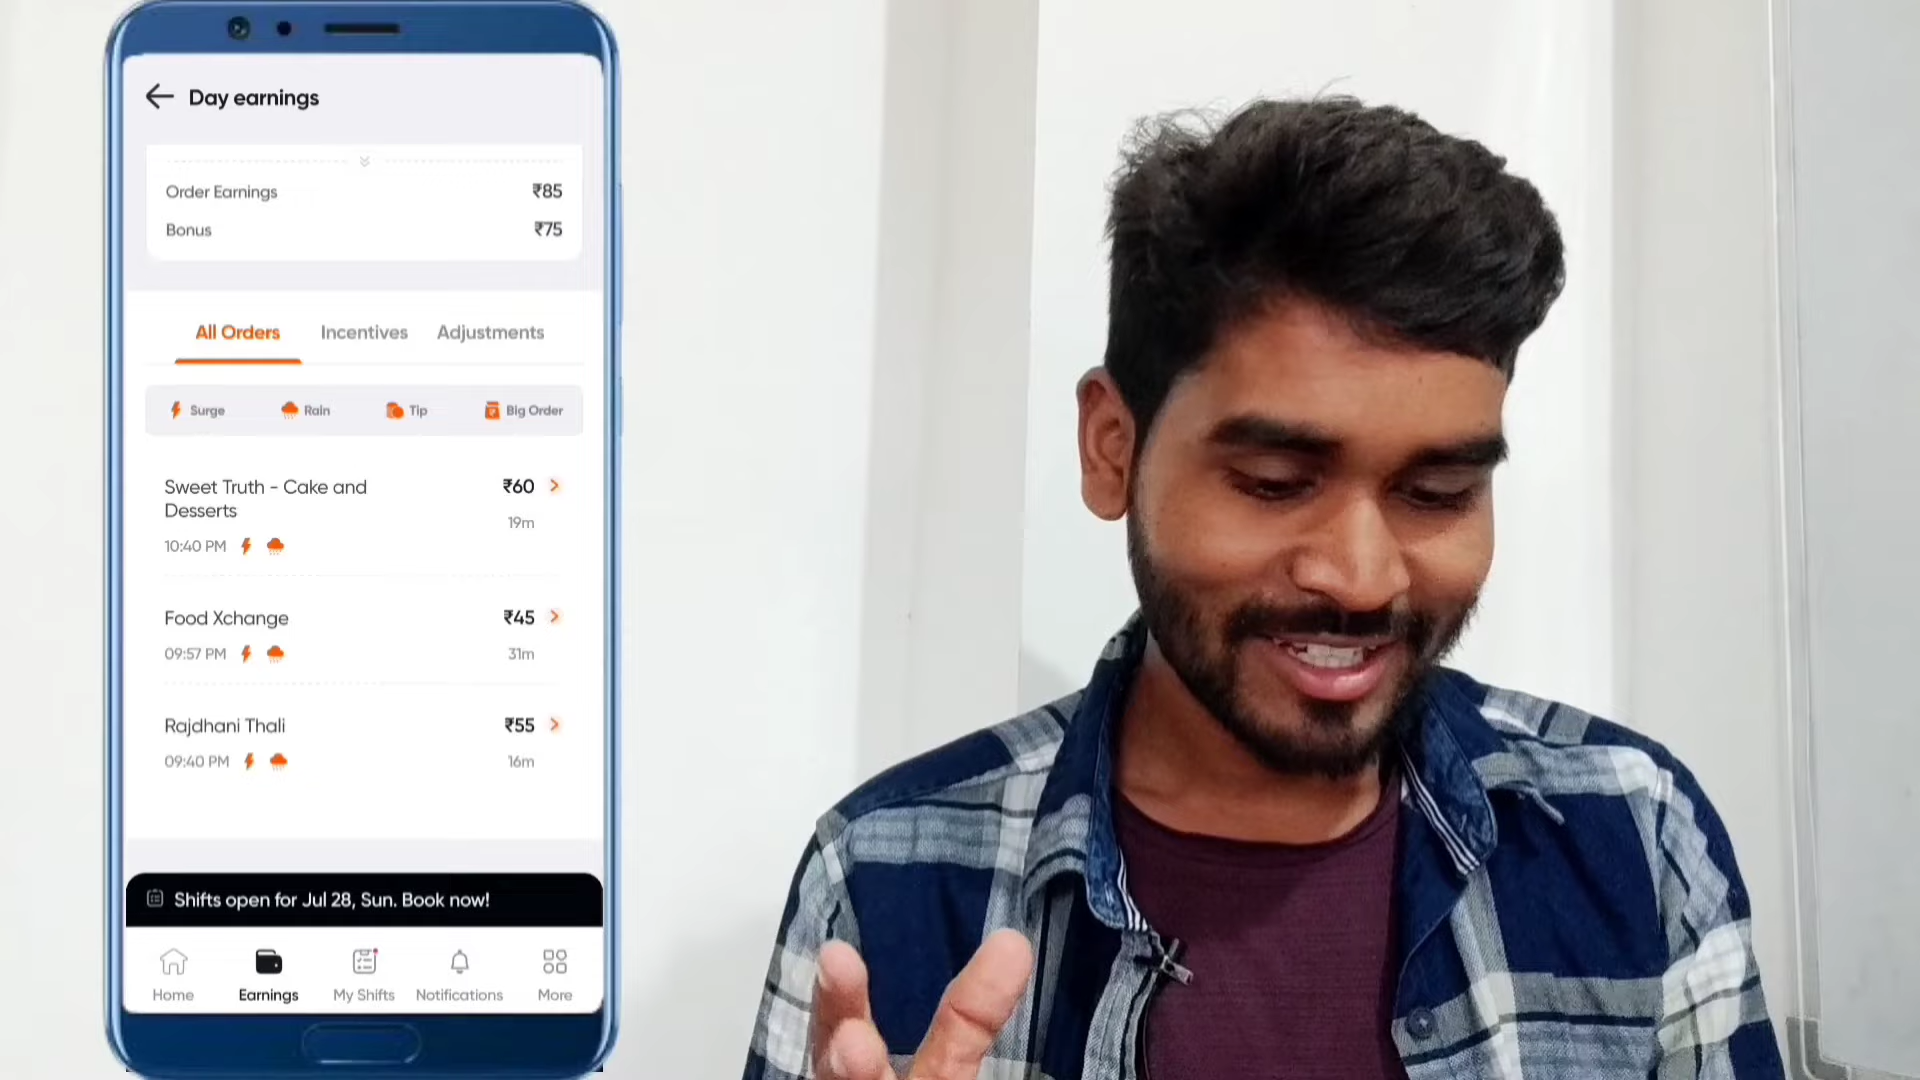 Day earnings
Order Earnings ₹85
Bonus ₹75
All Orders Incentives Adjustments
Surge Rain Tip Big Order
Sweet Truth - Cake and
Desserts
₹60
19m
10:40 PM
Food Xchange ₹45
09:57 PM 31m
Rajdhani Thali ₹55
09:40 PM 16m
Shifts open for Jul 28, Sun. Book now!
Home Earnings My Shifts Notifications More